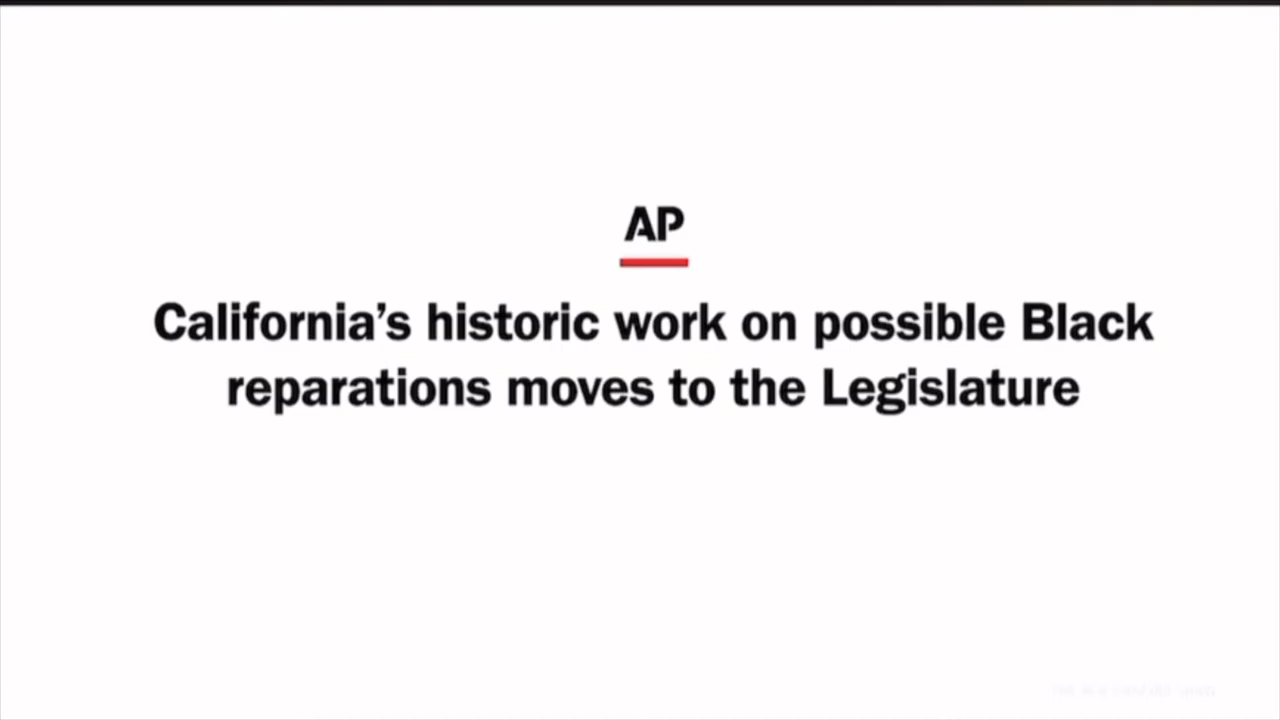 AP
California’s historic work on possible Black
reparations moves to the Legislature